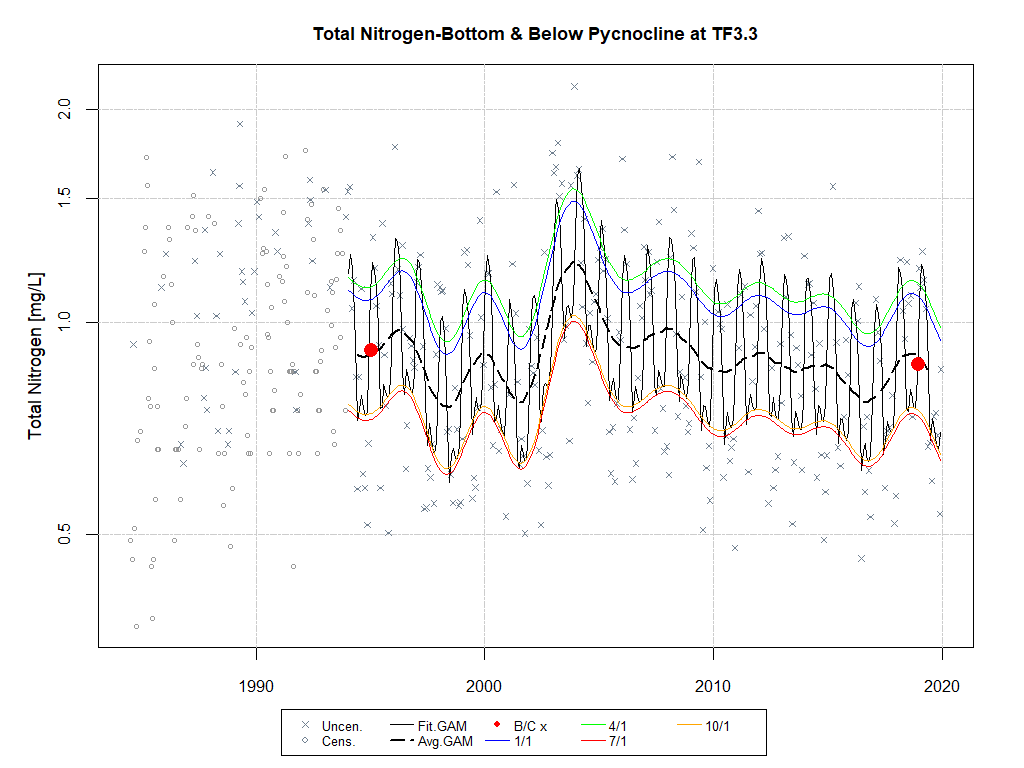 Total Nitrogen-Bottom & Below Pycnocline at TF3.3
Total Nitrogen [mg/L]
2.0
1.5
1.0
0.5
1990 2000 2010 2020
Uncen. Fit.GAM B/C x 4/1 10/1
Cens. Avg.GAM 1/1 7/1